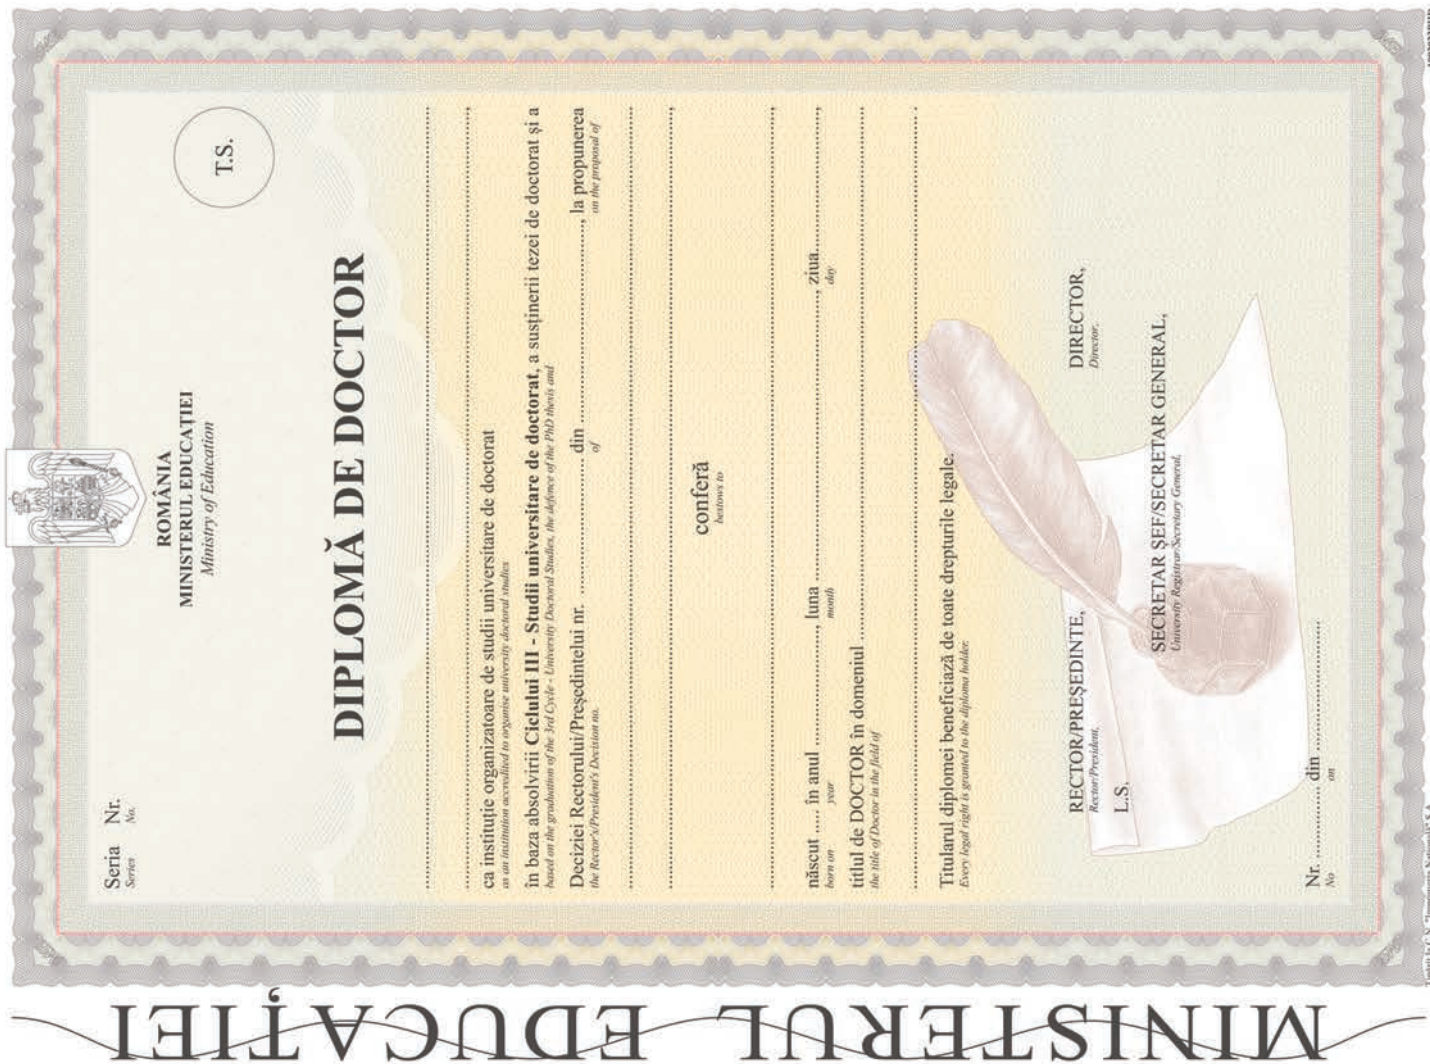 Seria Nr.
Series No.
ROMÂNIA
MINISTERUL EDUCAȚIEI
Ministry of Education
T.S.
DIPLOMĂ DE DOCTOR
ca instituție organizatoare de studii universitare de doctorat
as an institution accredited to organise university doctoral studies
în baza absolvirii Ciclului III - Studii universitare de doctorat, a susținerii tezei de doctorat și a
based on the graduation of the 3rd Cycle - University Doctoral Studies, the defence of the PhD thesis and
Deciziei Rectorului/Președintelui nr. .................... din ...................., la propunerea
the Rector's/President's Decision no. of on the proposal of
conferă
bestows to
născut ..... în anul ...................., luna ...................., ziua....................,
born on year month day
titlul de DOCTOR în domeniul ....................
the title of Doctor in the field of
Titularul diplomei beneficiază de toate drepturile legale.
Every legal right is granted to the diploma holder.
RECTOR/PREȘEDINTE,
Rector/President,
DIRECTOR,
Director,
L.S.
SECRETAR ȘEF/SECRETAR GENERAL,
University Registrar/Secretary General,
Nr. .................... din ....................
No on
MINISTERUL EDUCAȚIEI